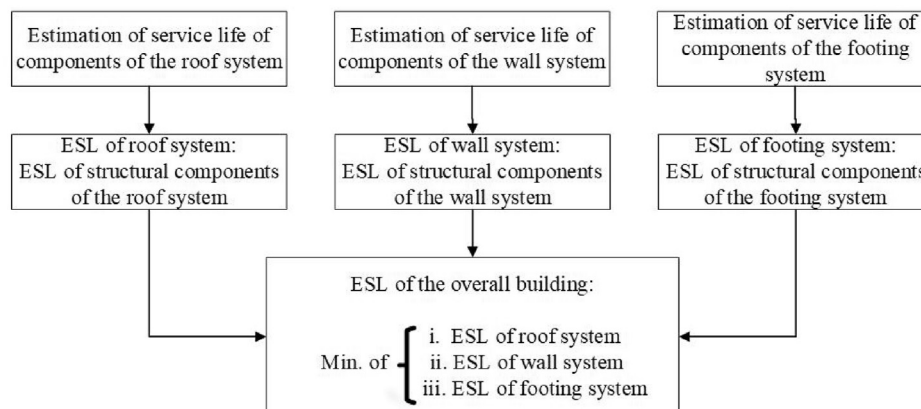 Estimation of service life of
components of the roof system
Estimation of service life of
components of the wall system
Estimation of service life of
components of the footing
system
ESL of roof system:
ESL of structural components
of the roof system
ESL of wall system:
ESL of structural components
of the wall system
ESL of footing system:
ESL of structural components
of the footing system
ESL of the overall building:
Min. of
i. ESL of roof system
ii. ESL of wall system
iii. ESL of footing system